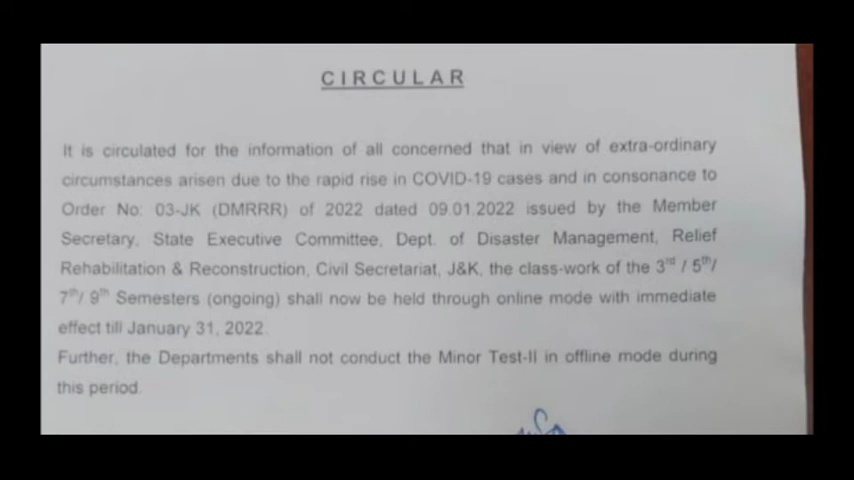 CIRCULAR
It is circulated for the information of all concerned that in view of extra-ordinary
circumstances arisen due to the rapid rise in COVID-19 cases and in consonance to
Order No: 03-JK (DMRRR) of 2022 dated 09.01.2022 issued by the Member
Secretary, State Executive Committee, Dept. of Disaster Management, Relief
Rehabilitation & Reconstruction, Civil Secretariat, J&K, the class-work of the 3rd / 5th/
7th/ 9th Semesters (ongoing) shall now be held through online mode with immediate
effect till January 31, 2022.
Further, the Departments shall not conduct the Minor Test-II in offline mode during
this period.